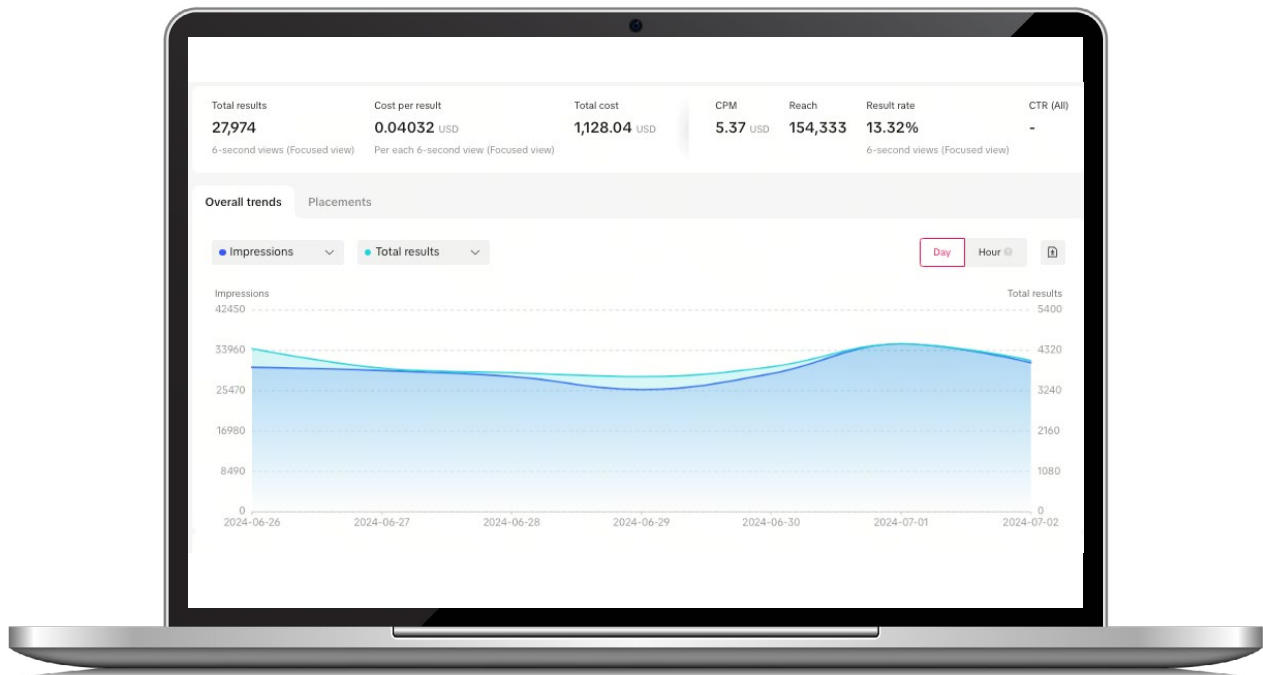 Total results Cost per result Total cost CPM Reach Result rate CTR (All)
27,974 0.04032 USD 1,128.04 USD 5.37 USD 154,333 13.32% -
6-second views (Focused view) Per each 6-second view (Focused view) 6-second views (Focused view)
Overall trends Placements
Impressions Total results Day Hour
Impressions Total results
42450 5400
33960 4320
25470 3240
16980 2160
8490 1080
0 0
2024-06-26 2024-06-27 2024-06-28 2024-06-29 2024-06-30 2024-07-01 2024-07-02